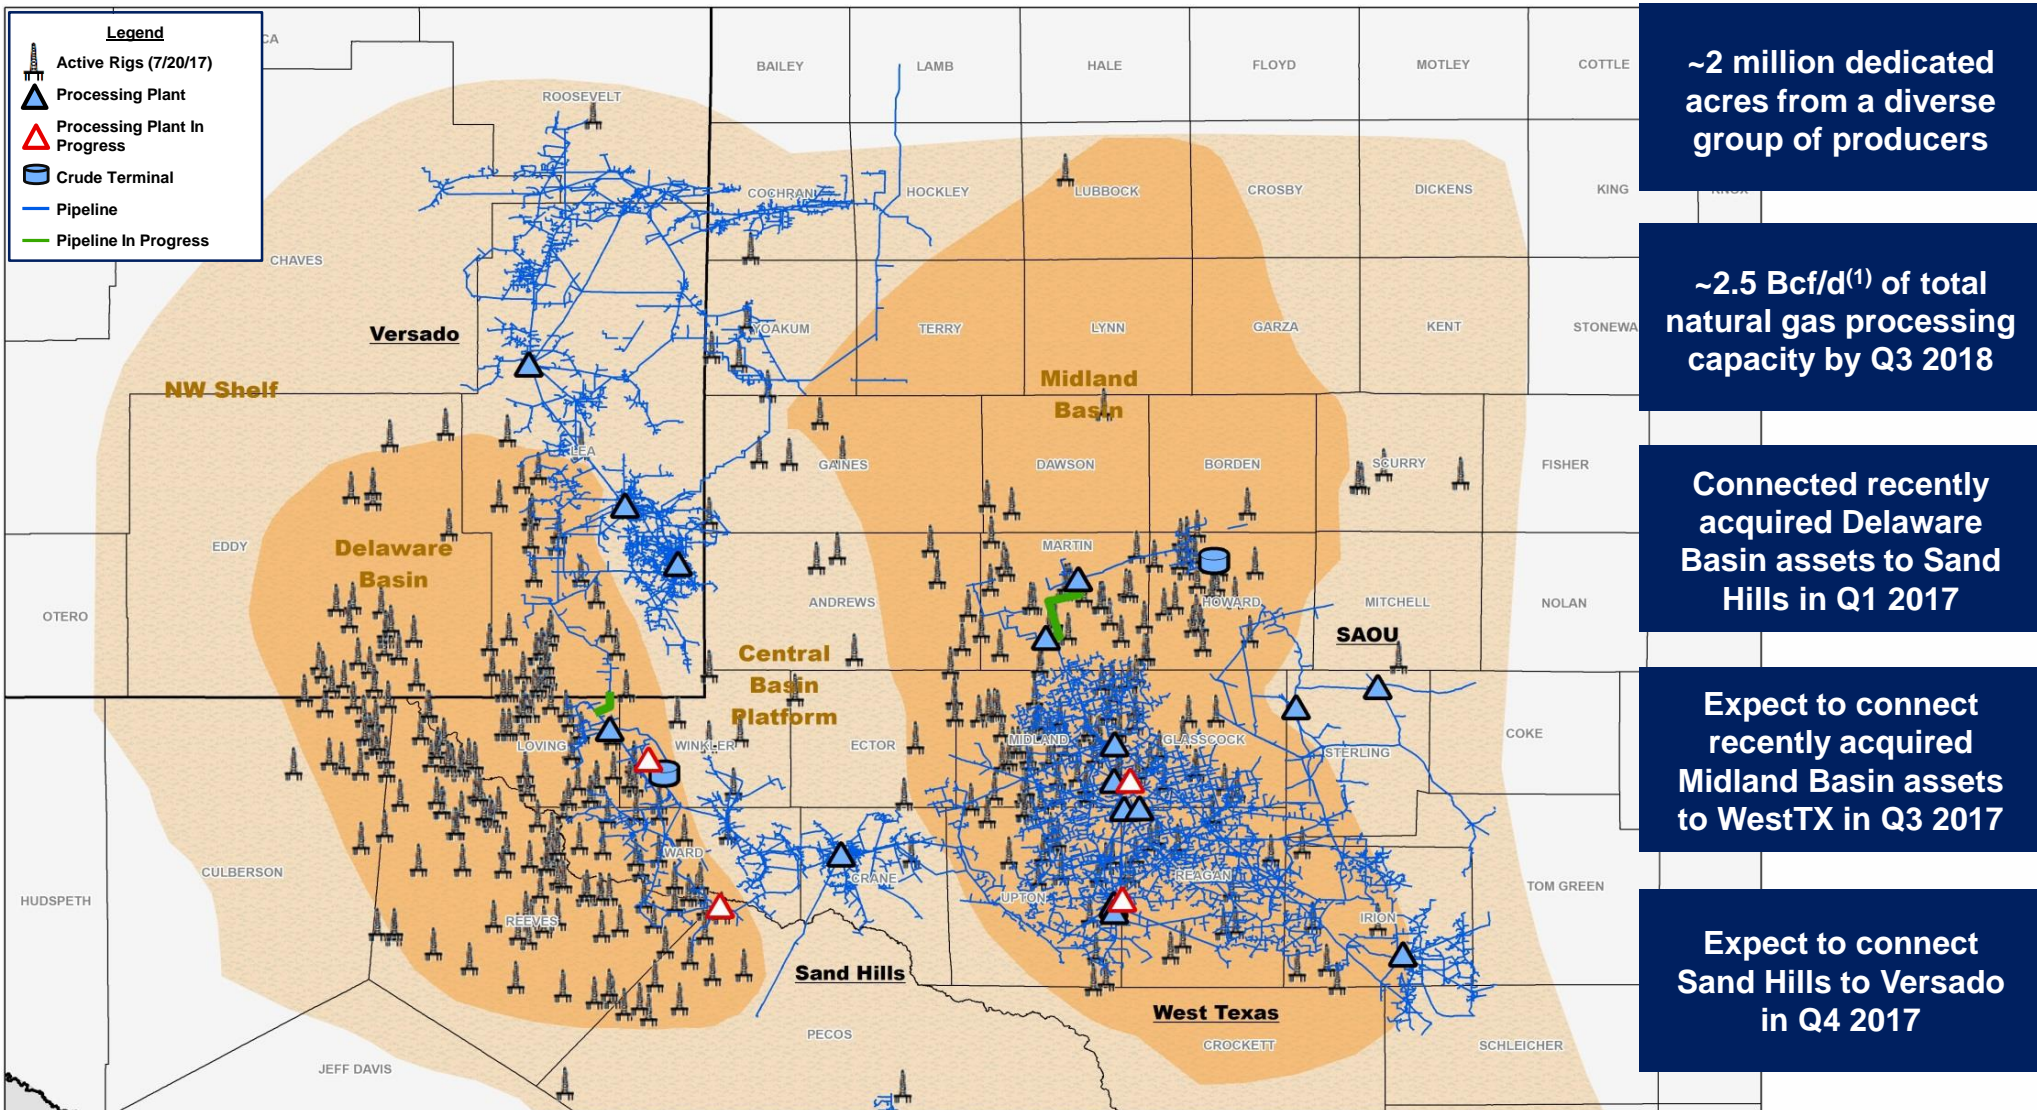 Legend
Active Rigs (7/20/17)
Processing Plant
Processing Plant In
Progress
Crude Terminal
Pipeline
Pipeline In Progress
CA
BAILEY
LAMB
HALE
FLOYD
MOTLEY
COTTLE
ROOSEVELT
COCHRAN
HOCKLEY
LUBBOCK
CROSBY
DICKENS
KING
KNOX
CHAVES
Versado
YOAKUM
TERRY
LYNN
GARZA
KENT
STONEWA
NW Shelf
Midland
Basin
LEA
GAINES
DAWSON
BORDEN
SCURRY
FISHER
EDDY
Delaware
Basin
MARTIN
OTERO
ANDREWS
HOWARD
MITCHELL
NOLAN
SAOU
Central
Basin
Platform
LOVING
WINKLER
ECTOR
MIDLAND
GLASSCOCK
STERLING
COKE
CULBERSON
WARD
CRANE
REAGAN
TOM GREEN
HUDSPETH
REEVES
UPTON
IRION
Sand Hills
West Texas
PECOS
CROCKETT
SCHLEICHER
JEFF DAVIS
~2 million dedicated
acres from a diverse
group of producers
~2.5 Bcf/d(1) of total
natural gas processing
capacity by Q3 2018
Connected recently
acquired Delaware
Basin assets to Sand
Hills in Q1 2017
Expect to connect
recently acquired
Midland Basin assets
to WestTX in Q3 2017
Expect to connect
Sand Hills to Versado
in Q4 2017